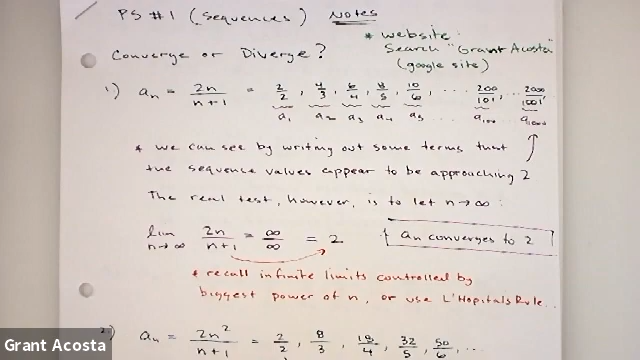 PS #1 (Sequences) Notes
* website:
Search "Grant Acosta"
(google site)
Converge or Diverge?
1) an = 2n/n+1 = 2/2, 4/3, 6/4, 8/5, 10/6, ... 200/101, ... 2000/1001, ...
a1 a2 a3 a4 a5 a100 a1000
* we can see by writing out some terms that
the sequence values appear to be approaching 2
The real test, however, is to let n→∞:
lim n→∞ 2n/n+1 = ∞/∞ = 2
an converges to 2
* recall infinite limits controlled by
biggest power of n, or use L'Hopitals Rule..
2) an = 2n²/n+1 = 2/2, 8/3, 18/4, 32/5, 50/6, ...
Grant Acosta